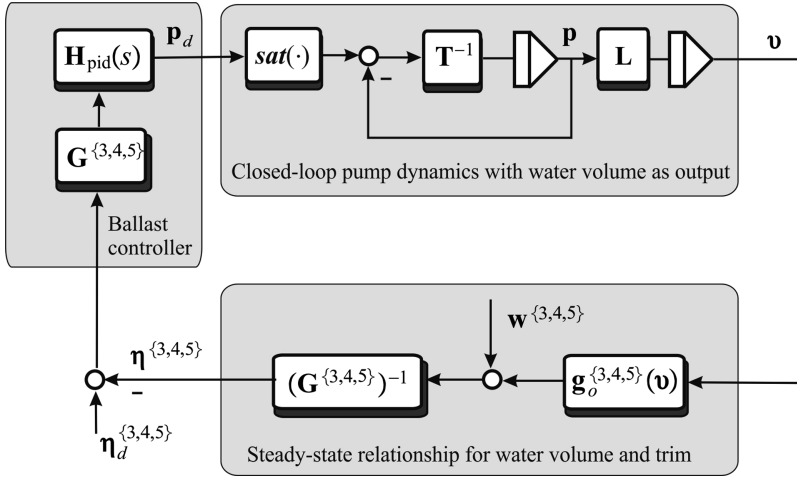 𝐩_d
𝐇_pid(s)
sat(·)
−
𝐓⁻¹
𝐩
𝐋
𝛖
𝐆^{3,4,5}
Closed-loop pump dynamics with water volume as output
Ballast
controller
𝐰^{3,4,5}
𝛈^{3,4,5}
−
(𝐆^{3,4,5})⁻¹
𝐠_o^{3,4,5}(𝛖)
𝛈_d^{3,4,5}
Steady-state relationship for water volume and trim